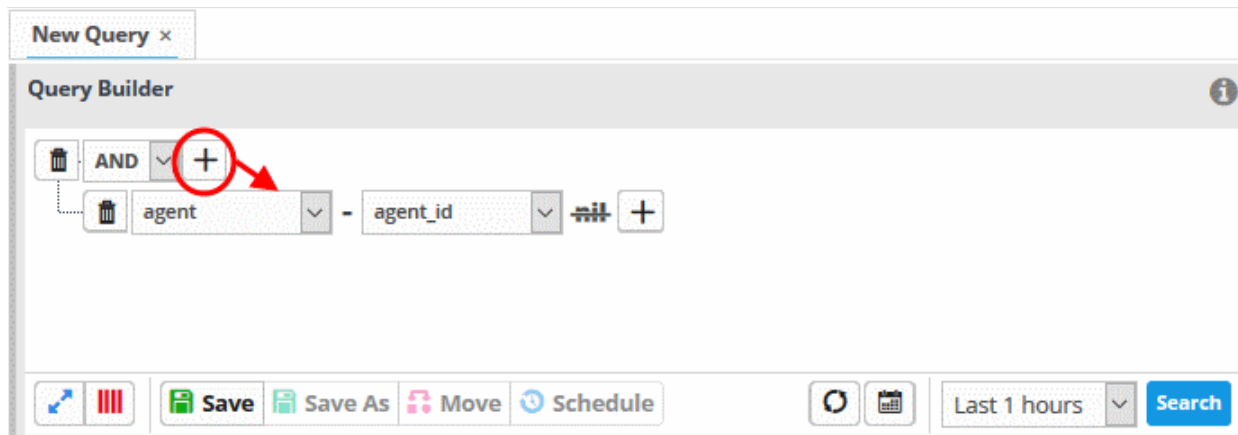 New Query ×
Query Builder
AND +
agent - agent_id nil +
Save Save As Move Schedule Last 1 hours Search